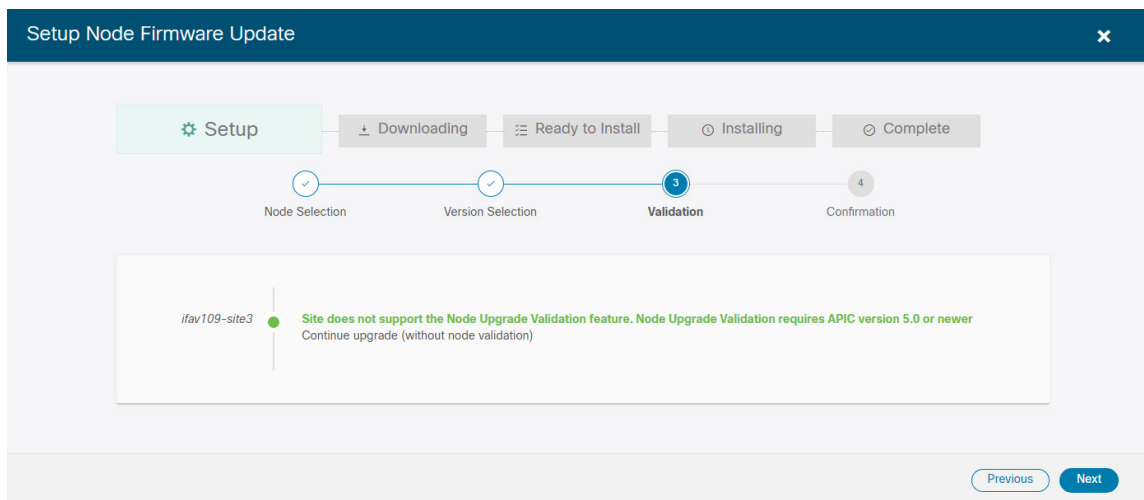 Setup Node Firmware Update
Setup
Downloading
Ready to Install
Installing
Complete
3
4
Node Selection
Version Selection
Validation
Confirmation
ifav109-site3
Site does not support the Node Upgrade Validation feature. Node Upgrade Validation requires APIC version 5.0 or newer
Continue upgrade (without node validation)
Previous
Next